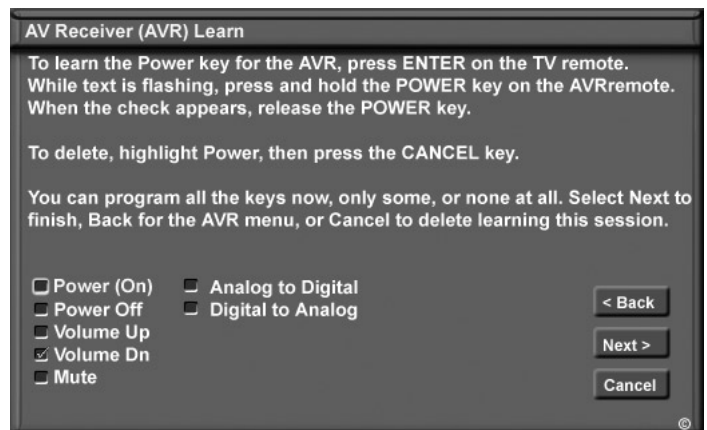 AV Receiver (AVR) Learn
To learn the Power key for the AVR, press ENTER on the TV remote.
While text is flashing, press and hold the POWER key on the AVRremote.
When the check appears, release the POWER key.
To delete, highlight Power, then press the CANCEL key.
You can program all the keys now, only some, or none at all. Select Next to
finish, Back for the AVR menu, or Cancel to delete learning this session.
Power (On)
Power Off
Volume Up
Volume Dn
Mute
Analog to Digital
Digital to Analog
< Back
Next >
Cancel
©